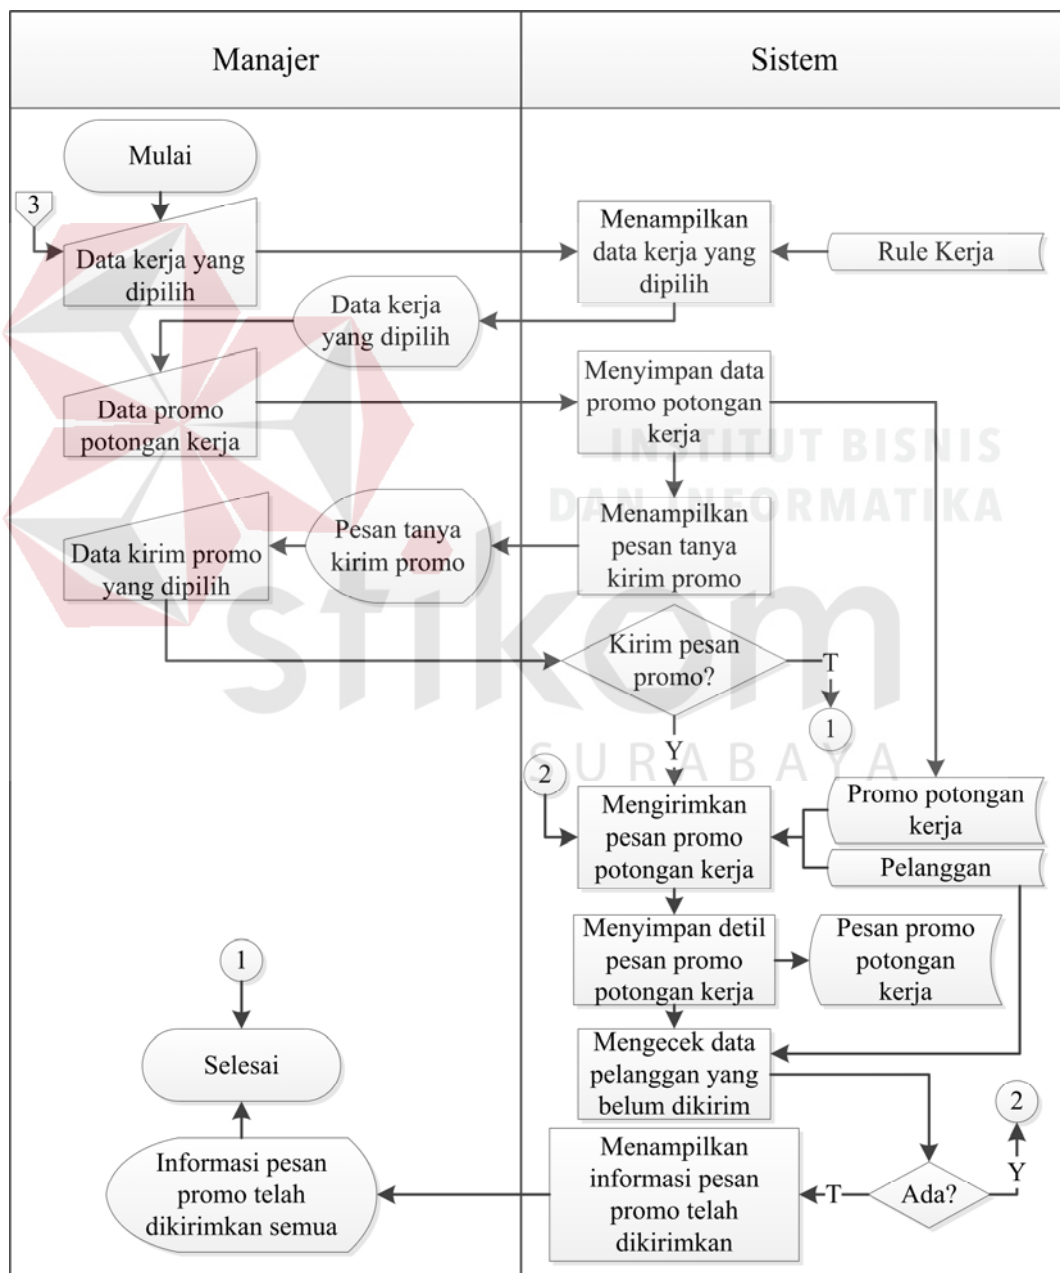 Manajer
Sistem
Mulai
3
Data kerja yang
dipilih
Menampilkan
data kerja yang
dipilih
Rule Kerja
Data kerja
yang dipilih
Data promo
potongan kerja
Menyimpan data
promo potongan
kerja
INSTITUT BISNIS
DAN INFORMATIKA
Menampilkan
pesan tanya
kirim promo
Pesan tanya
kirim promo
Data kirim promo
yang dipilih
stikom
SURABAYA
Kirim pesan
promo?
T
1
Y
2
Mengirimkan
pesan promo
potongan kerja
Promo potongan
kerja
Pelanggan
Menyimpan detil
pesan promo
potongan kerja
Pesan promo
potongan
kerja
1
Selesai
Mengecek data
pelanggan yang
belum dikirim
2
Y
Ada?
T
Menampilkan
informasi pesan
promo telah
dikirimkan
Informasi pesan
promo telah
dikirimkan semua